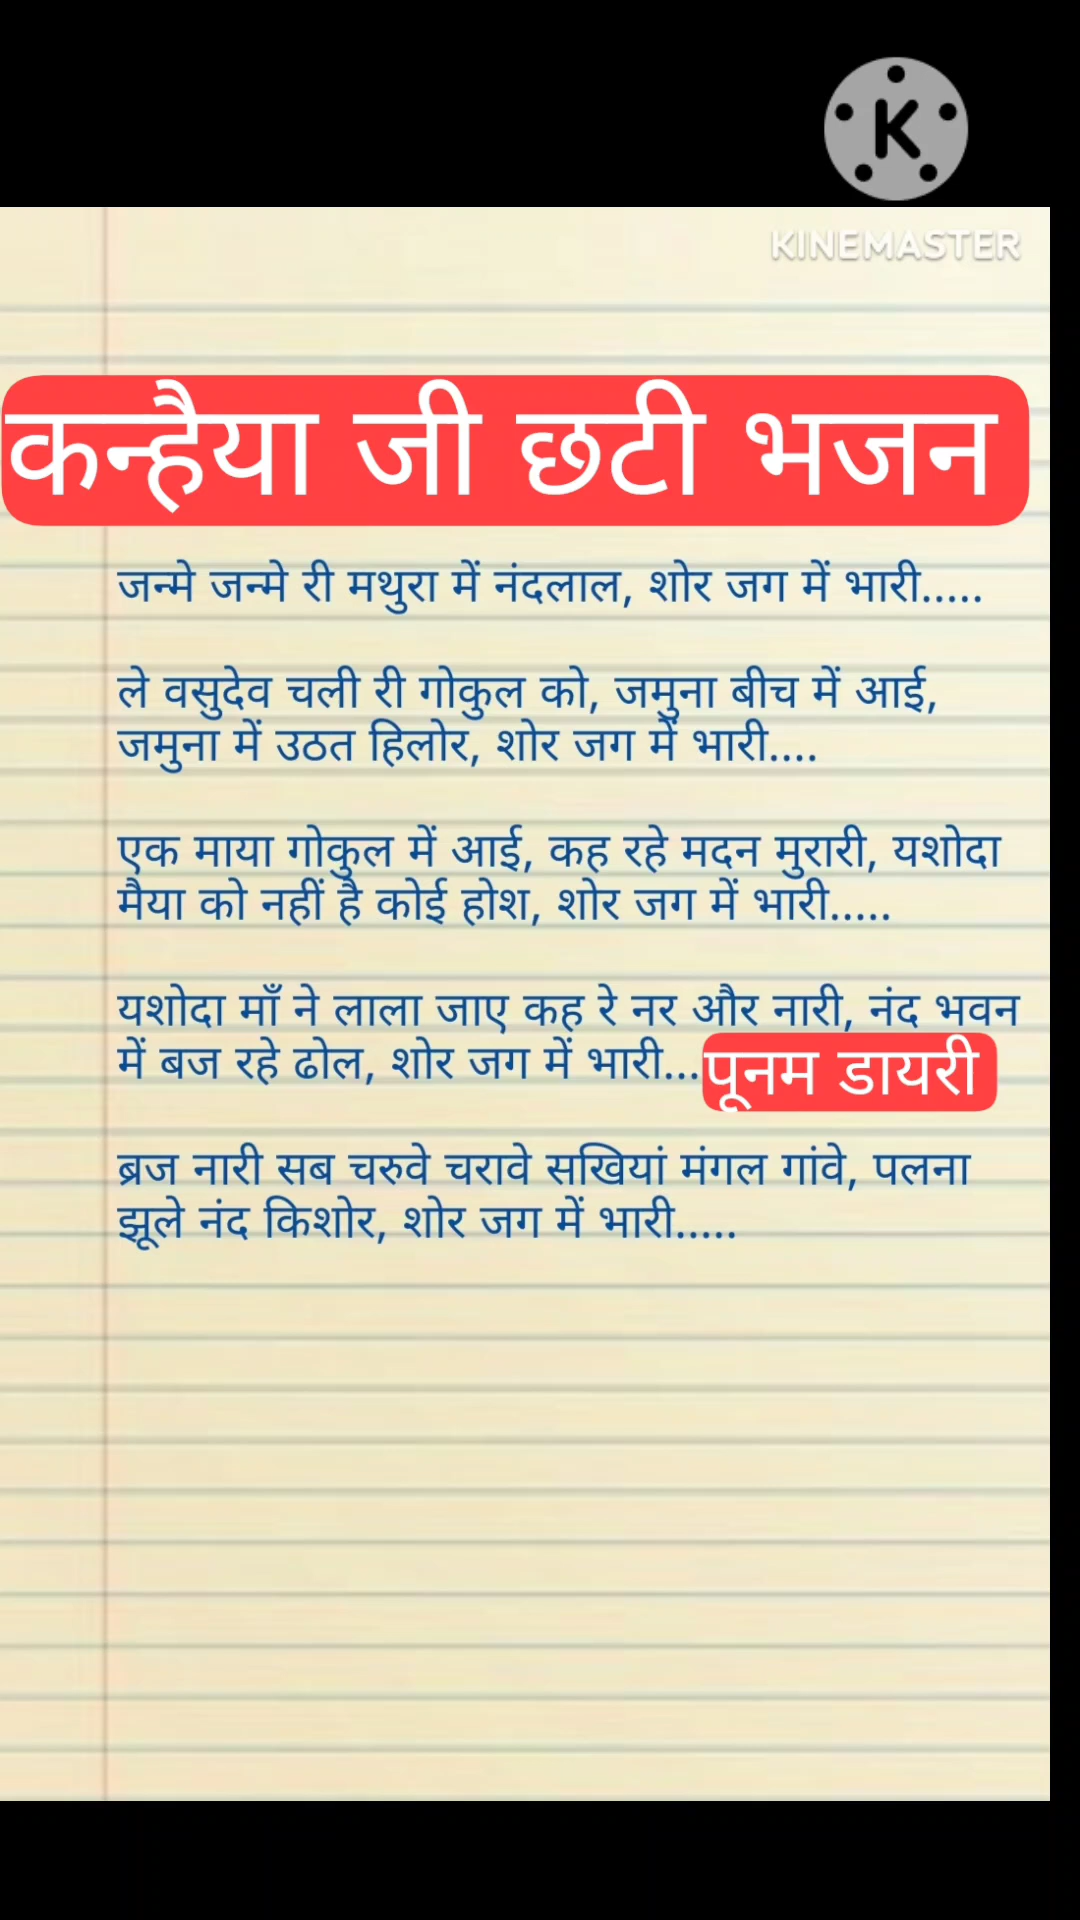 K
KINEMASTER
कन्हैया जी छटी भजन
जन्मे जन्मे री मथुरा में नंदलाल, शोर जग में भारी.....
ले वसुदेव चली री गोकुल को, जमुना बीच में आई,
जमुना में उठत हिलोर, शोर जग में भारी....
एक माया गोकुल में आई, कह रहे मदन मुरारी, यशोदा
मैया को नहीं है कोई होश, शोर जग में भारी.....
यशोदा माँ ने लाला जाए कह रे नर और नारी, नंद भवन
में बज रहे ढोल, शोर जग में भारी...
पूनम डायरी
ब्रज नारी सब चरुवे चरावे सखियां मंगल गांवे, पलना
झूले नंद किशोर, शोर जग में भारी.....